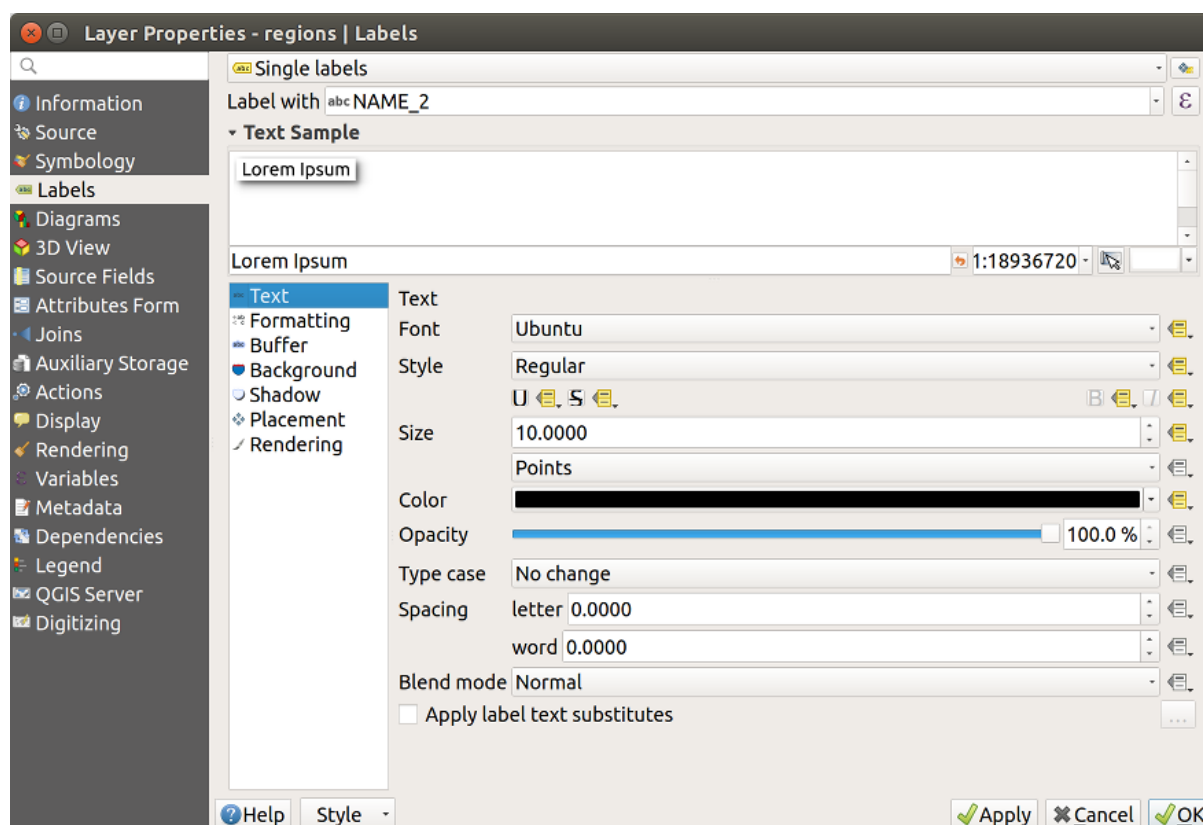 Layer Properties - regions | Labels
Single labels
Information
Label with abc NAME_2 ε
Source
Text Sample
Symbology
Lorem Ipsum
Labels
Diagrams
3D View
Lorem Ipsum 1:18936720
Source Fields
Attributes Form
Joins
Auxiliary Storage
Actions
Display
Rendering
Variables
Metadata
Dependencies
Legend
QGIS Server
Digitizing
Text
Formatting
Buffer
Background
Shadow
Placement
Rendering
Text
Font Ubuntu
Style Regular
U S B I
Size 10.0000
Points
Color
Opacity 100.0 %
Type case No change
Spacing letter 0.0000
word 0.0000
Blend mode Normal
Apply label text substitutes ...
Help Style Apply Cancel OK